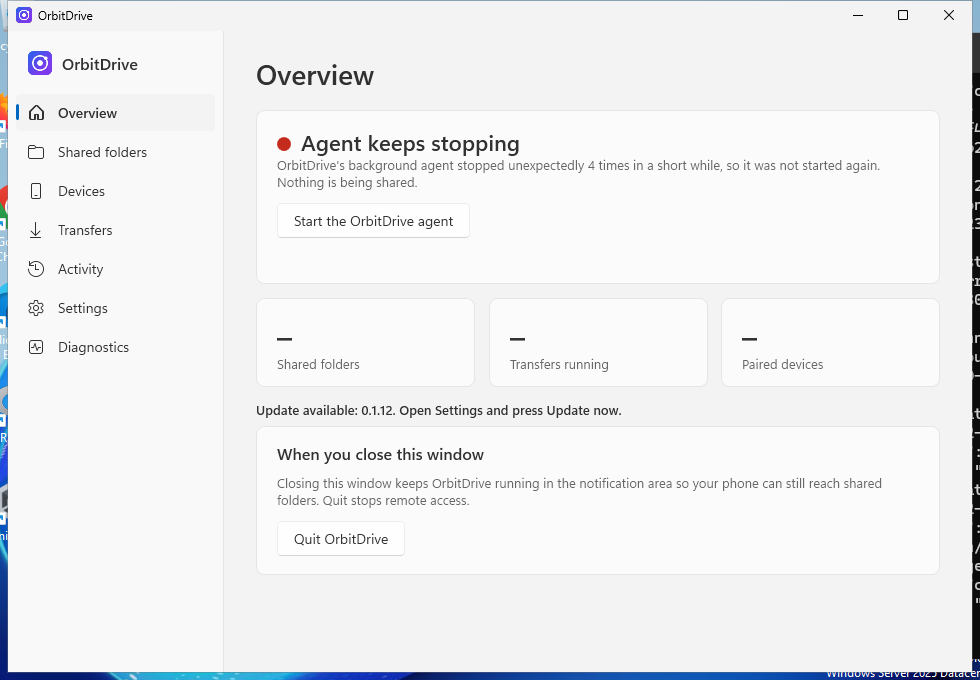 OrbitDrive
OrbitDrive
Overview
Shared folders
Devices
Transfers
Activity
Settings
Diagnostics
Overview
Agent keeps stopping
OrbitDrive's background agent stopped unexpectedly 4 times in a short while, so it was not started again.
Nothing is being shared.
Start the OrbitDrive agent
–
Shared folders
–
Transfers running
–
Paired devices
Update available: 0.1.12. Open Settings and press Update now.
When you close this window
Closing this window keeps OrbitDrive running in the notification area so your phone can still reach shared
folders. Quit stops remote access.
Quit OrbitDrive
Windows Server 2025 Datacen